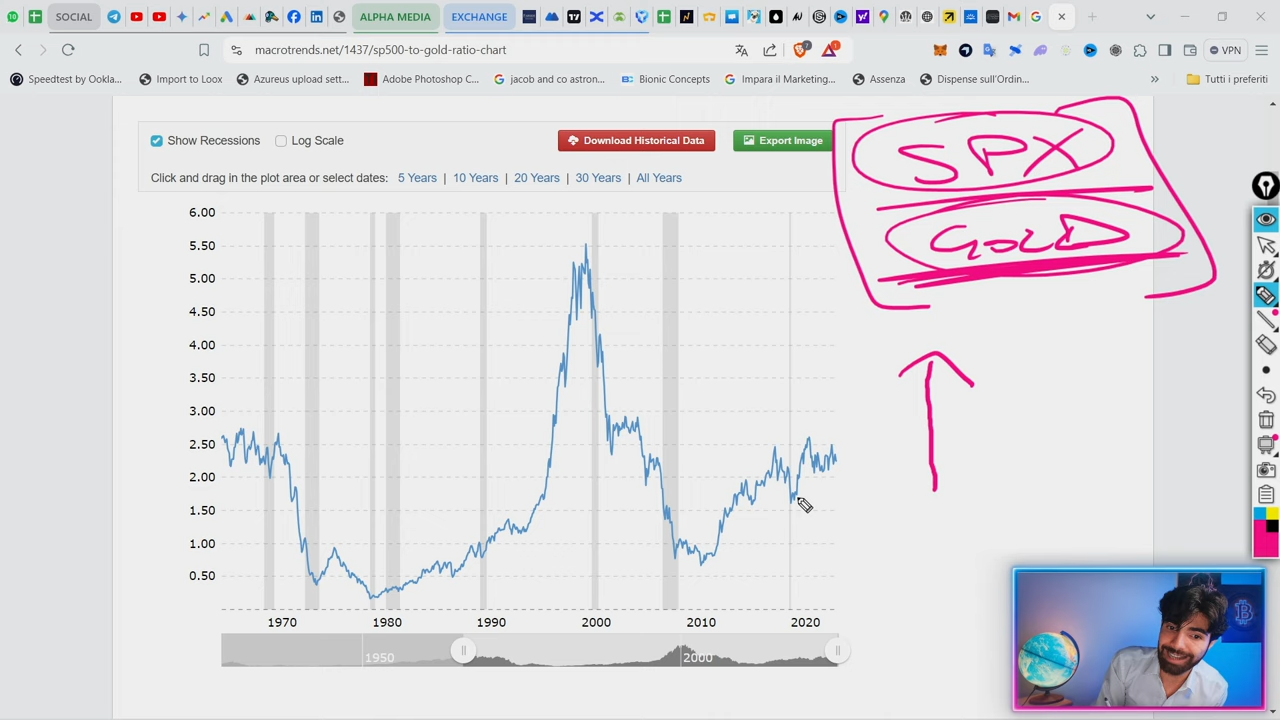 SOCIAL
ALPHA MEDIA
EXCHANGE
macrotrends.net/1437/sp500-to-gold-ratio-chart
VPN
Speedtest by Ookla...
Import to Loox
Azureus upload sett...
Adobe Photoshop C...
jacob and co astron...
Bionic Concepts
Impara il Marketing...
Assenza
Dispense sull'Ordin...
»
Tutti i preferiti
Show Recessions
Log Scale
Download Historical Data
Export Image
Click and drag in the plot area or select dates: 5 Years | 10 Years | 20 Years | 30 Years | All Years
SPX
GOLD
6.00
5.50
5.00
4.50
4.00
3.50
3.00
2.50
2.00
1.50
1.00
0.50
1970 1980 1990 2000 2010 2020
1950 2000